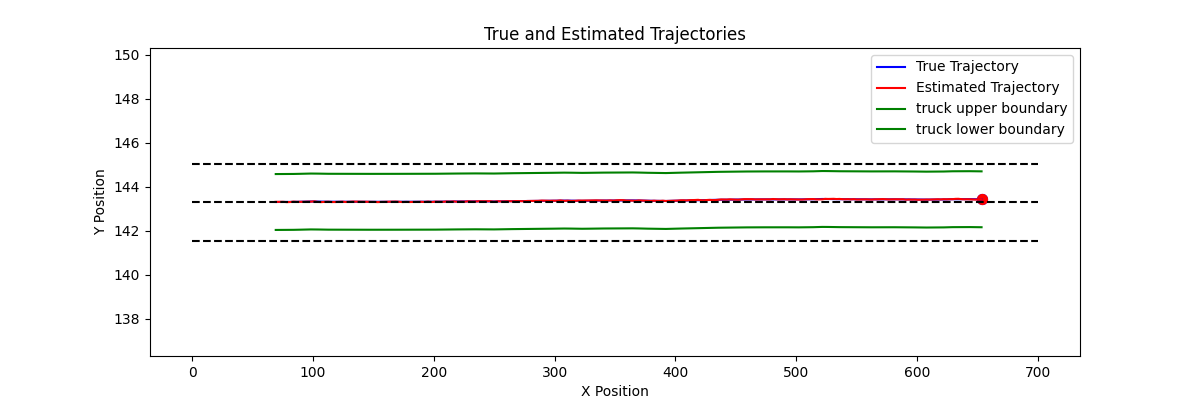 True and Estimated Trajectories
150
148
146
144
142
140
138
Y Position
True Trajectory
Estimated Trajectory
truck upper boundary
truck lower boundary
0 100 200 300 400 500 600 700
X Position